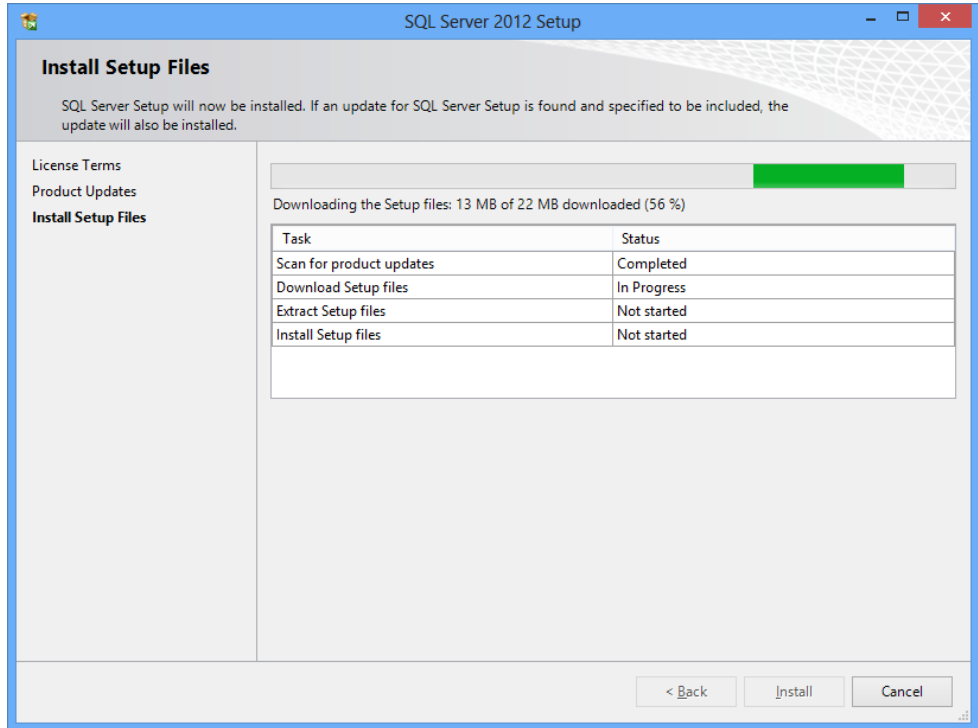 SQL Server 2012 Setup
Install Setup Files
SQL Server Setup will now be installed. If an update for SQL Server Setup is found and specified to be included, the
update will also be installed.
License Terms
Product Updates
Install Setup Files
Downloading the Setup files: 13 MB of 22 MB downloaded (56 %)
Task Status
Scan for product updates Completed
Download Setup files In Progress
Extract Setup files Not started
Install Setup files Not started
< Back Install Cancel